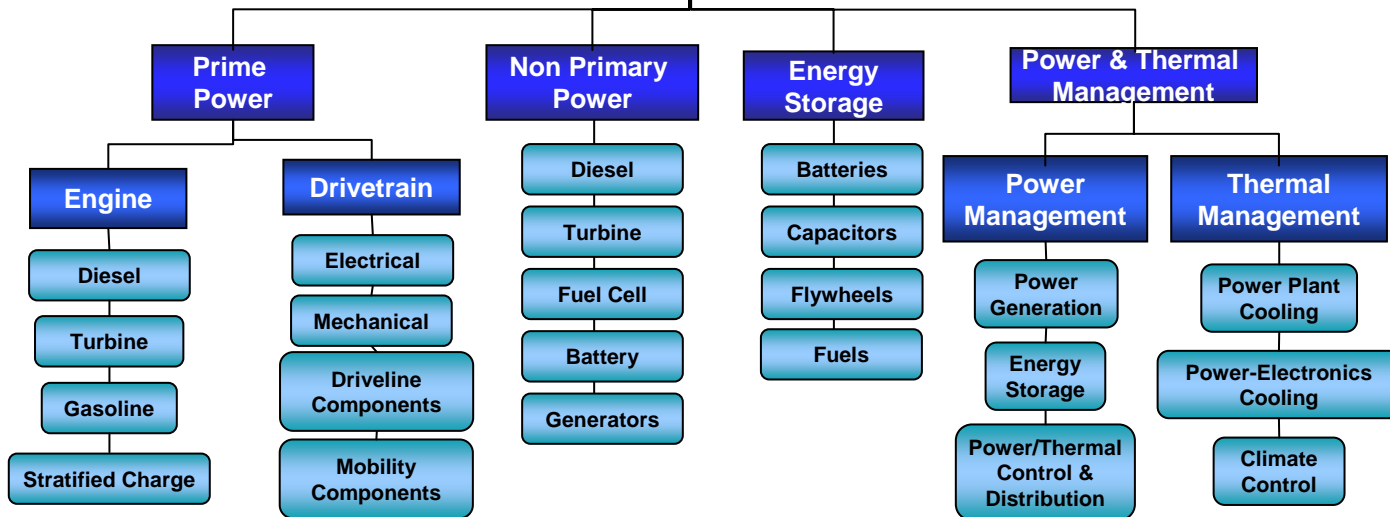 Prime
Power
Non Primary
Power
Energy
Storage
Power & Thermal
Management
Engine
Diesel
Turbine
Gasoline
Stratified Charge
Drivetrain
Electrical
Mechanical
Driveline
Components
Mobility
Components
Diesel
Turbine
Fuel Cell
Battery
Generators
Batteries
Capacitors
Flywheels
Fuels
Power
Management
Power
Generation
Energy
Storage
Power/Thermal
Control &
Distribution
Thermal
Management
Power Plant
Cooling
Power-Electronics
Cooling
Climate
Control